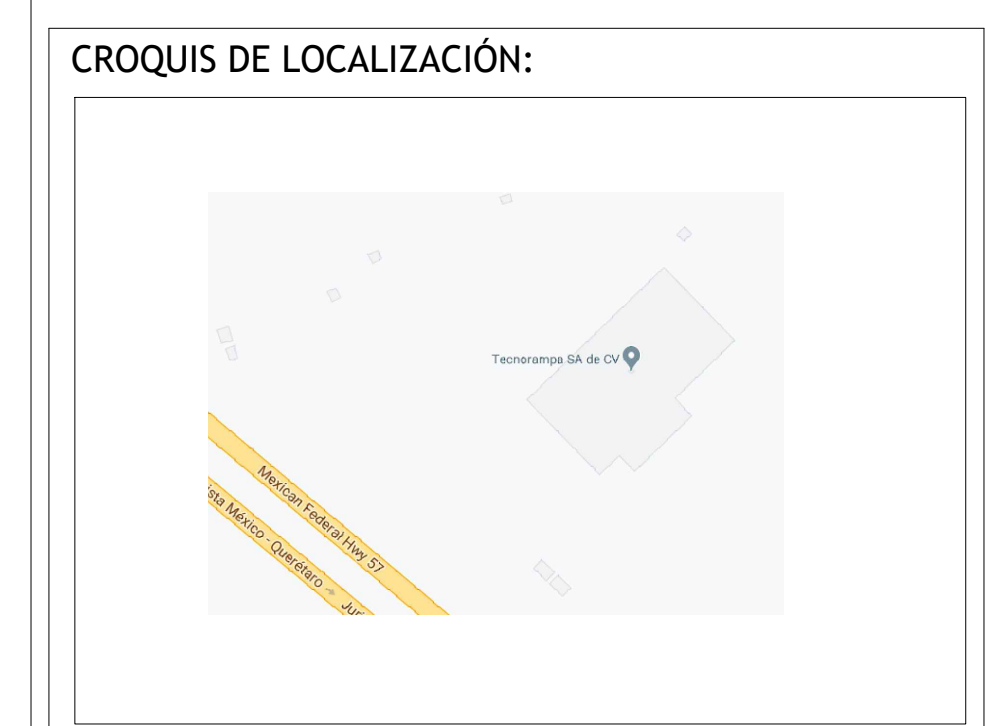 CROQUIS DE LOCALIZACIÓN:
Tecnorampa SA de CV
Mexican Federal Hwy 57
ista México - Querétaro